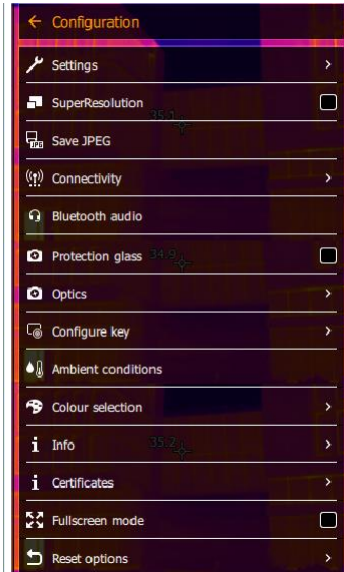 Configuration
Settings
SuperResolution
35.1
JPG
Save JPEG
Connectivity
Bluetooth audio
Protection glass
34.9
Optics
Configure key
Ambient conditions
Colour selection
Info
35.2
Certificates
Fullscreen mode
Reset options